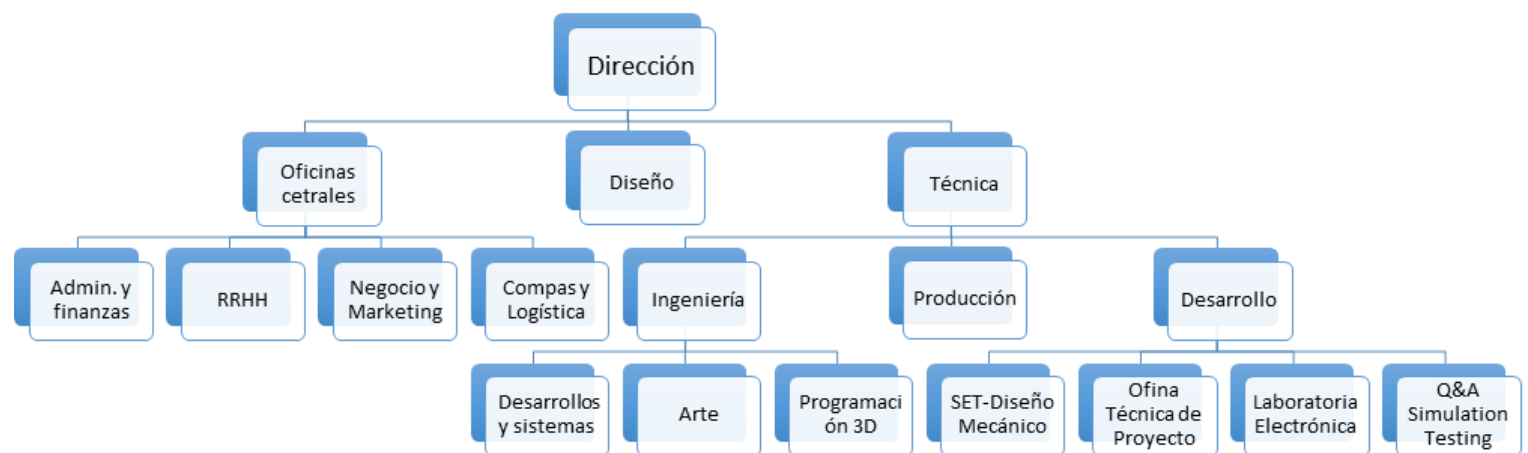 Dirección
Oficinas
cetrales
Diseño
Técnica
Admin. y
finanzas
RRHH
Negocio y
Marketing
Compas y
Logística
Ingeniería
Producción
Desarrollo
Desarrollos
y sistemas
Arte
Programaci
ón 3D
SET-Diseño
Mecánico
Ofina
Técnica de
Proyecto
Laboratoria
Electrónica
Q&A
Simulation
Testing